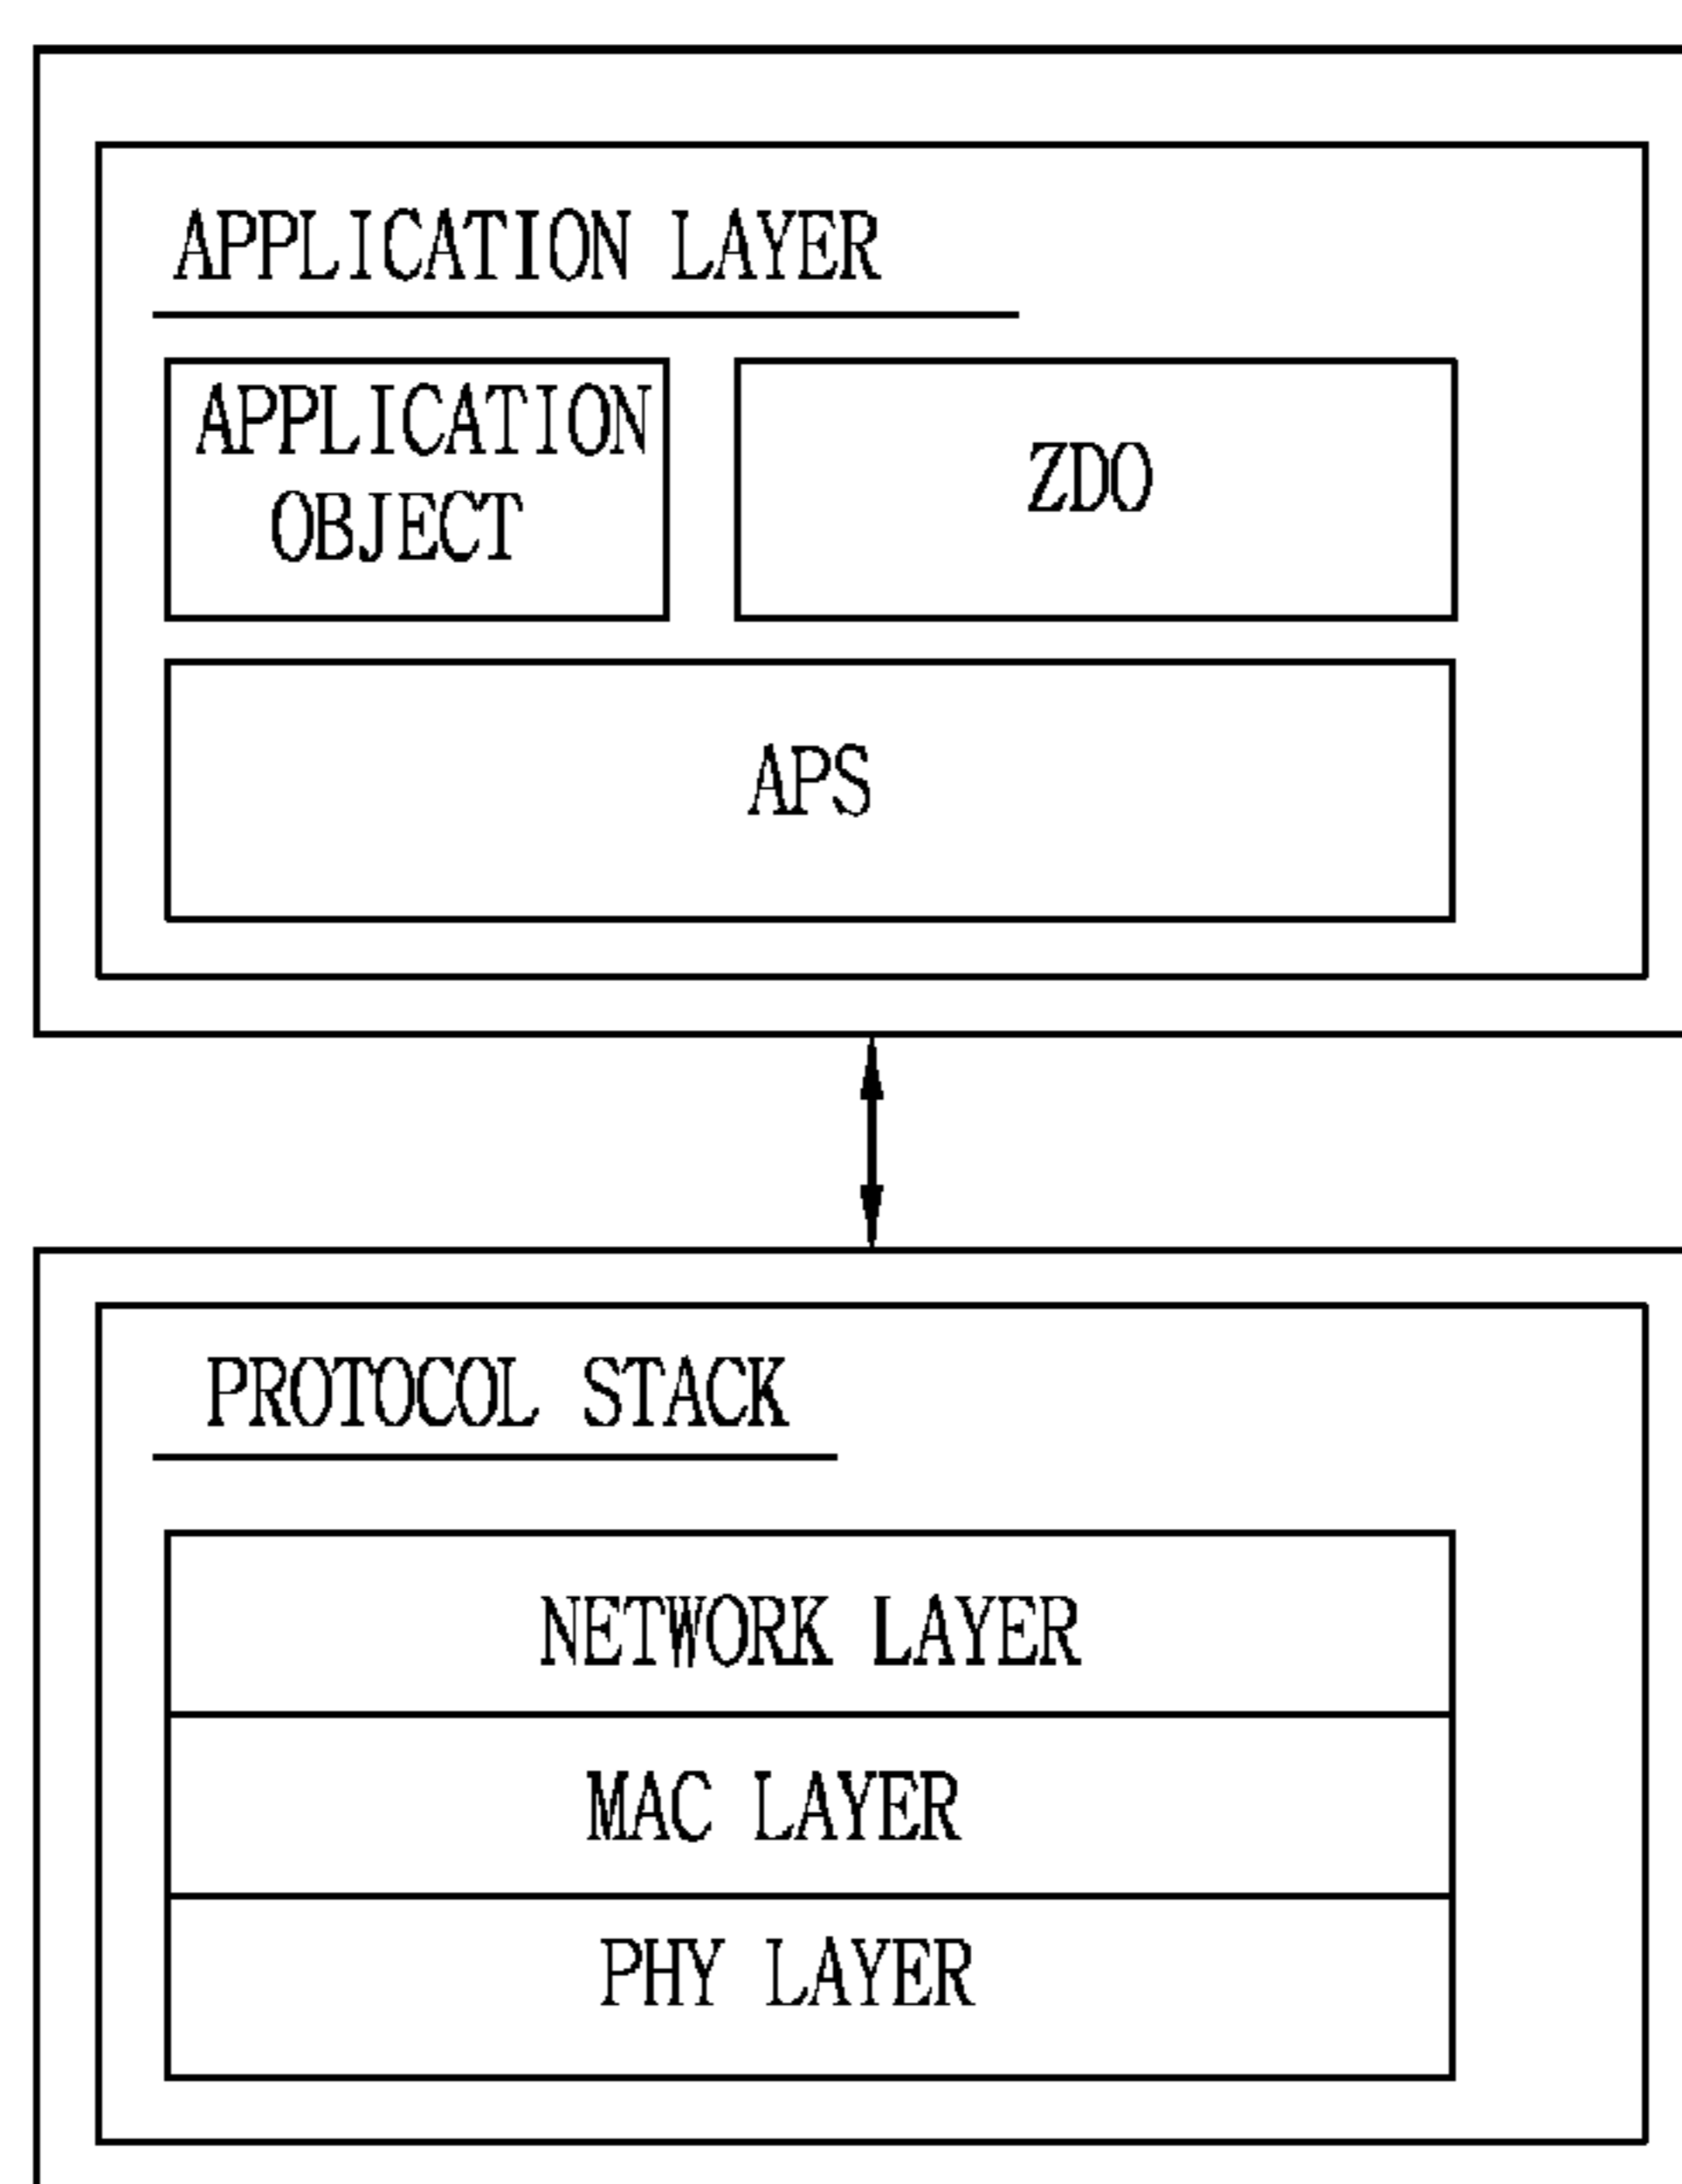 APPLICATION LAYER
APPLICATION
OBJECT
ZDO
APS
PROTOCOL STACK
NETWORK LAYER
MAC LAYER
PHY LAYER